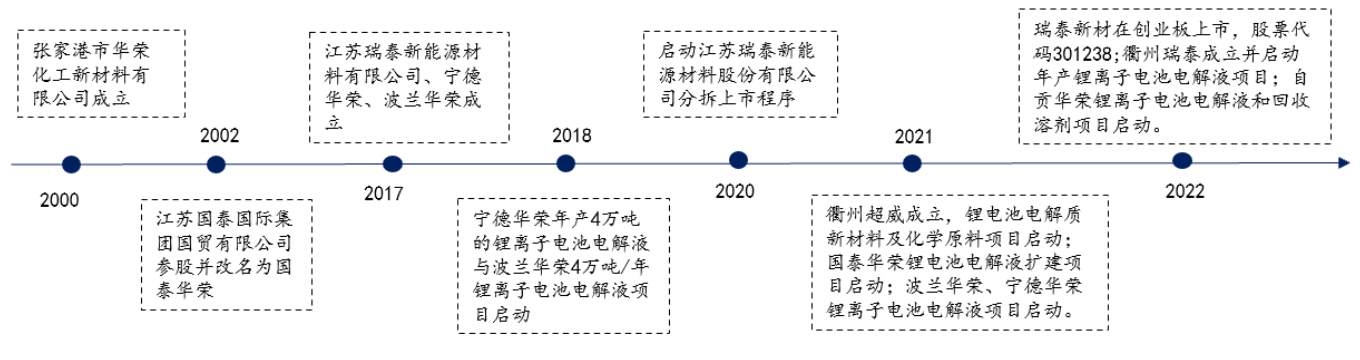 张家港市华荣
化工新材料有
限公司成立
2000
2002
江苏国泰国际集
团国贸有限公司
参股并改名为国
泰华荣
江苏瑞泰新能源材
料有限公司、宁德
华荣、波兰华荣成
立
2017
2018
宁德华荣年产4万吨
的锂离子电池电解液
与波兰华荣4万吨/年
锂离子电池电解液项
目启动
启动江苏瑞泰新能
源材料股份有限公
司分拆上市程序
2020
2021
衢州超威成立，锂电池电解质
新材料及化学原料项目启动；
国泰华荣锂电池电解液扩建项
目启动；波兰华荣、宁德华荣
锂离子电池电解液项目启动。
瑞泰新材在创业板上市，股票代
码301238;衢州瑞泰成立并启动
年产锂离子电池电解液项目；自
贡华荣锂离子电池电解液和回收
溶剂项目启动。
2022